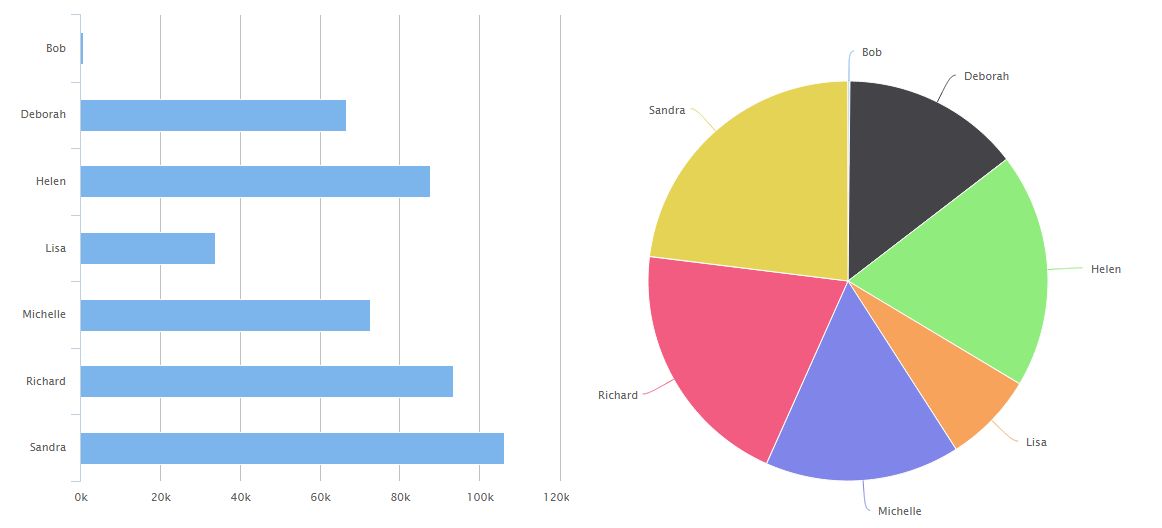 Bob
Deborah
Helen
Lisa
Michelle
Richard
Sandra
0k 20k 40k 60k 80k 100k 120k
Bob
Deborah
Sandra
Helen
Richard
Lisa
Michelle